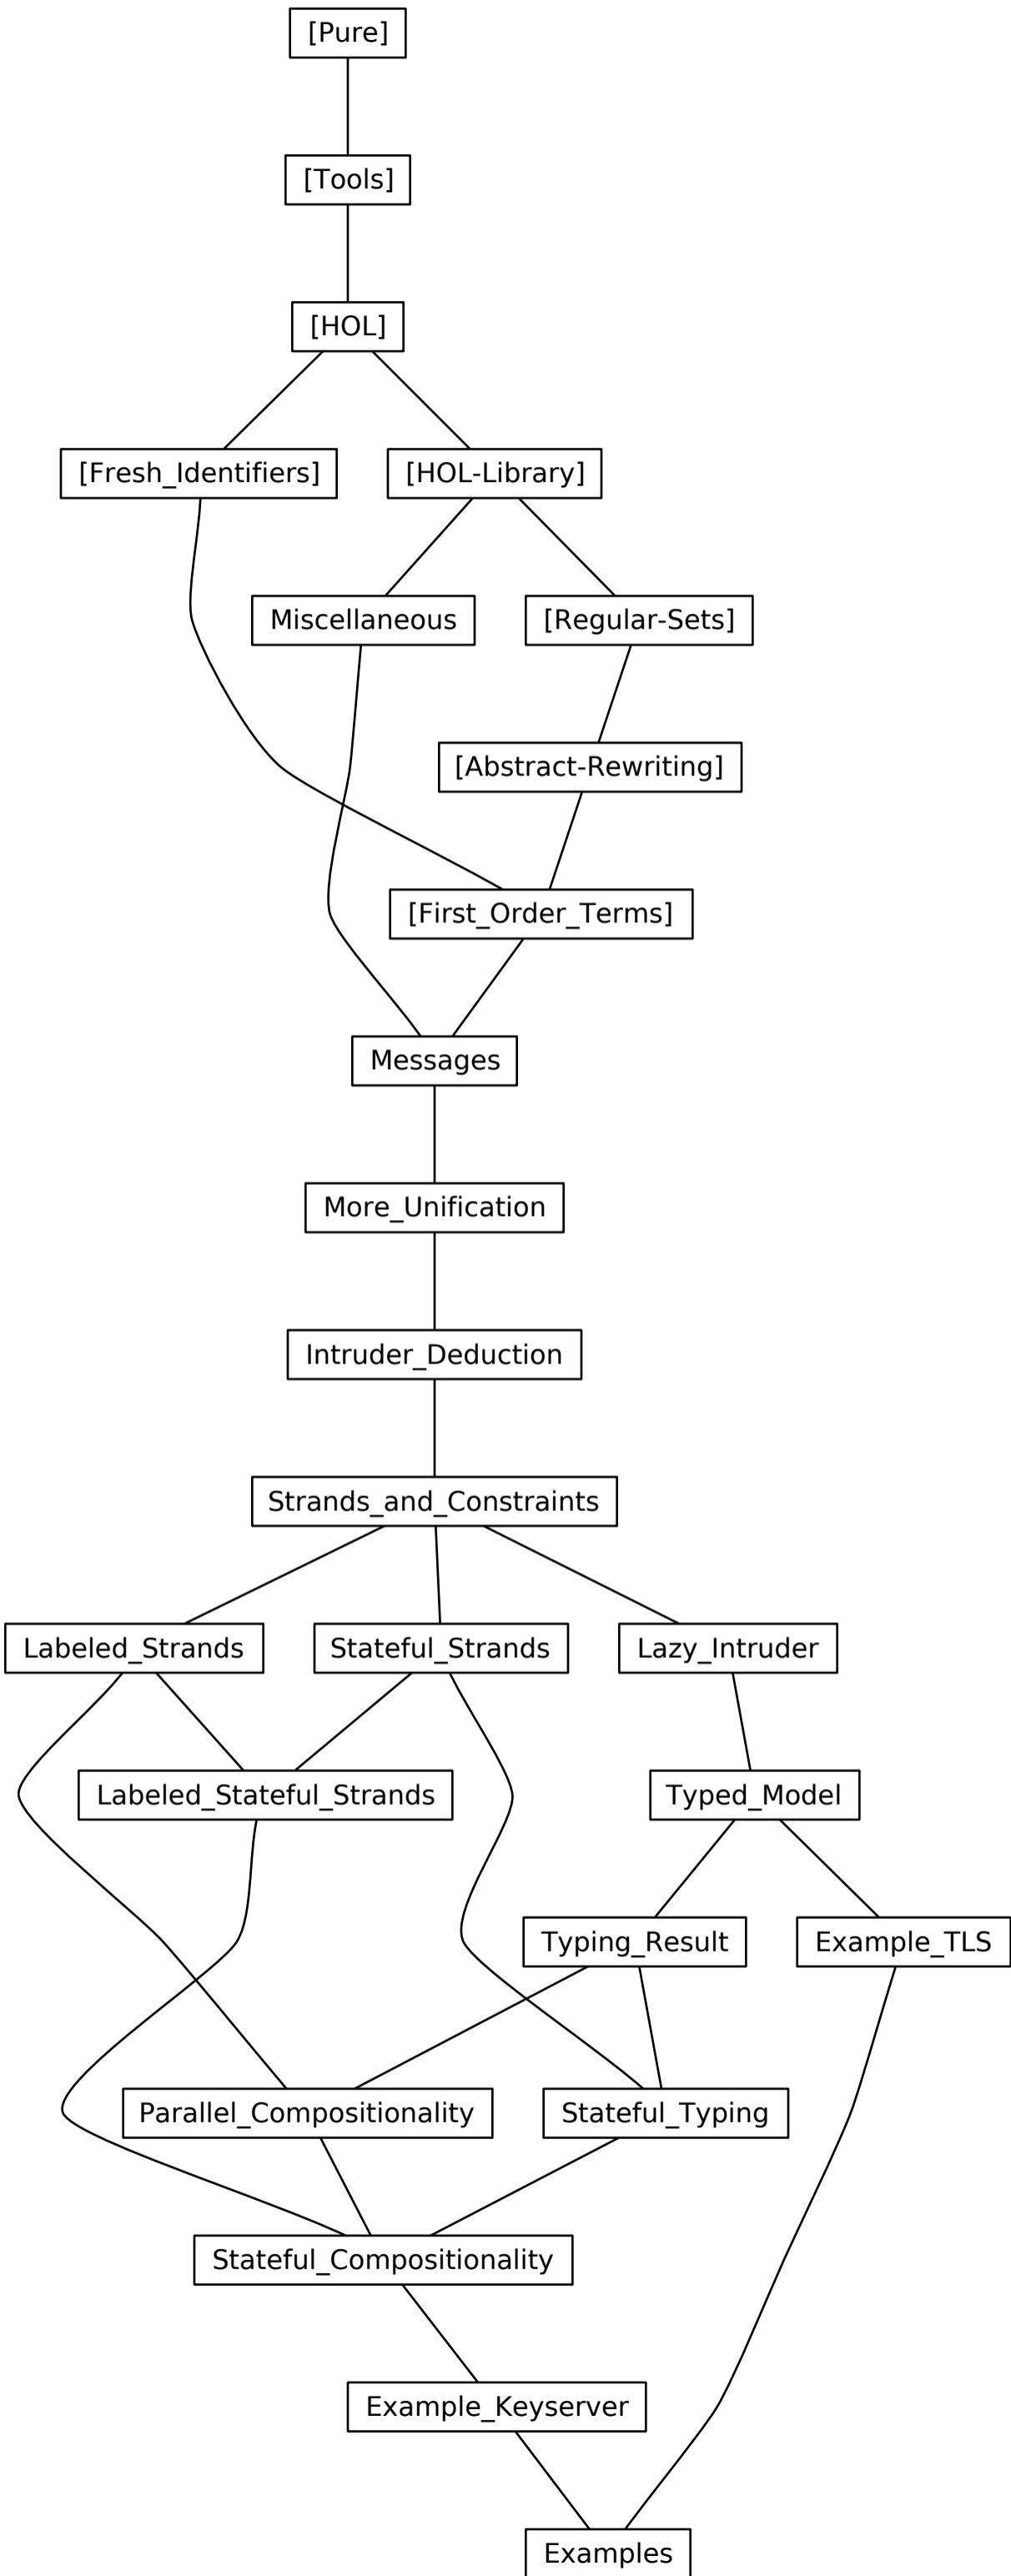 [Pure]
[Tools]
[HOL]
[Fresh_Identifiers]
[HOL-Library]
Miscellaneous
[Regular-Sets]
[Abstract-Rewriting]
[First_Order_Terms]
Messages
More_Unification
Intruder_Deduction
Strands_and_Constraints
Labeled_Strands
Stateful_Strands
Lazy_Intruder
Labeled_Stateful_Strands
Typed_Model
Typing_Result
Example_TLS
Parallel_Compositionality
Stateful_Typing
Stateful_Compositionality
Example_Keyserver
Examples